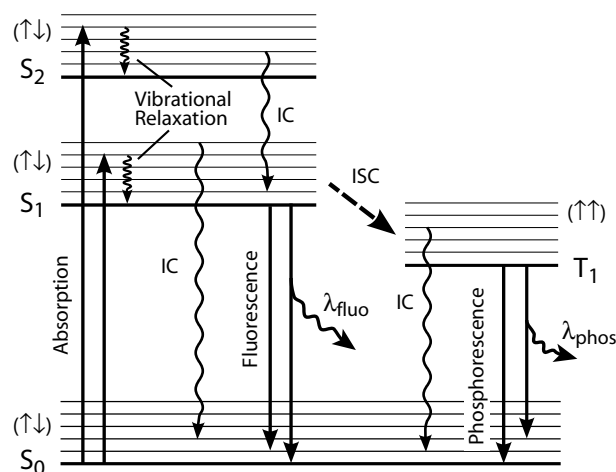 (↑↓)
S2
Vibrational
Relaxation
IC
(↑↓)
S1
ISC
(↑↑)
T1
Absorption
IC
Fluorescence
λfluo
IC
Phosphorescence
λphos
(↑↓)
S0